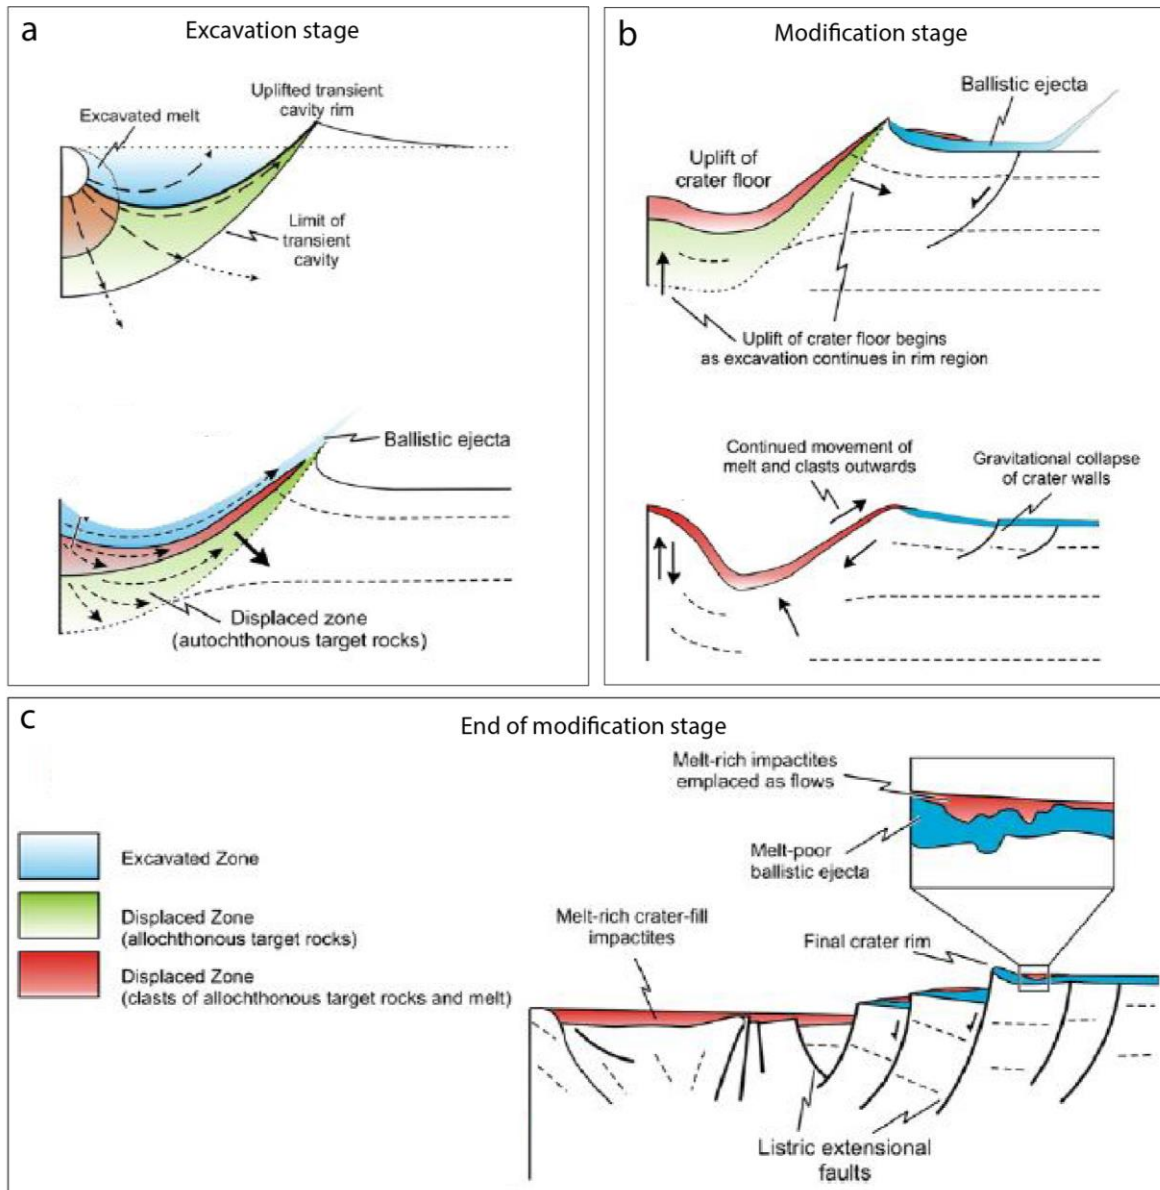 a
Excavation stage
Uplifted transient
cavity rim
Excavated melt
Limit of
transient
cavity
Ballistic ejecta
Displaced zone
(autochthonous target rocks)
b
Modification stage
Ballistic ejecta
Uplift of
crater floor
Uplift of crater floor begins
as excavation continues in rim region
Continued movement of
melt and clasts outwards
Gravitational collapse
of crater walls
c
End of modification stage
Melt-rich impactites
emplaced as flows
Melt-poor
ballistic ejecta
Excavated Zone
Displaced Zone
(allochthonous target rocks)
Displaced Zone
(clasts of allochthonous target rocks and melt)
Melt-rich crater-fill
impactites
Final crater rim
Listric extensional
faults